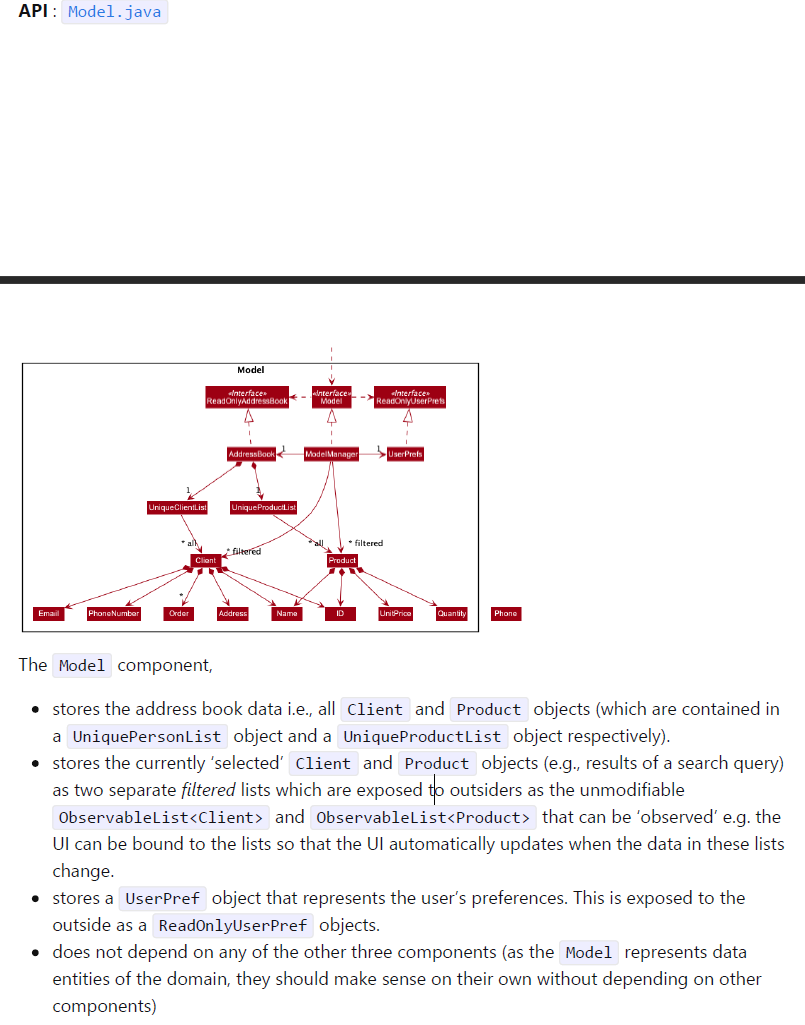 API : Model.java
Model
«Interface»
ReadOnlyAddressBook
«Interface»
Model
«Interface»
ReadOnlyUserPrefs
AddressBook
1
ModelManager
1
UserPrefs
1
1
UniqueClientList
UniqueProductList
* all
* filtered
* all
* filtered
Client
Product
*
Email
PhoneNumber
Order
Address
Name
ID
UnitPrice
Quantity
Phone
The Model component,
• stores the address book data i.e., all Client and Product objects (which are contained in
a UniquePersonList object and a UniqueProductList object respectively).
• stores the currently ‘selected’ Client and Product objects (e.g., results of a search query)
as two separate filtered lists which are exposed to outsiders as the unmodifiable
ObservableList<Client> and ObservableList<Product> that can be ‘observed’ e.g. the
UI can be bound to the lists so that the UI automatically updates when the data in these lists
change.
• stores a UserPref object that represents the user’s preferences. This is exposed to the
outside as a ReadOnlyUserPref objects.
• does not depend on any of the other three components (as the Model represents data
entities of the domain, they should make sense on their own without depending on other
components)